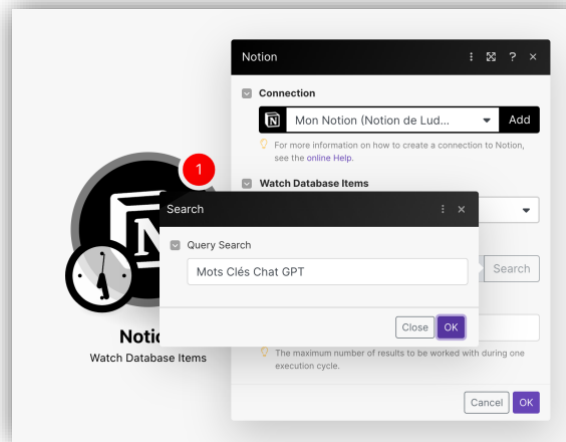 Notion
Connection
Mon Notion (Notion de Lud...
Add
For more information on how to create a connection to Notion,
see the online Help.
1
Watch Database Items
Search
Query Search
Mots Clés Chat GPT
Search
Close
OK
Notio
Watch Database Items
The maximum number of results to be worked with during one
execution cycle.
Cancel
OK